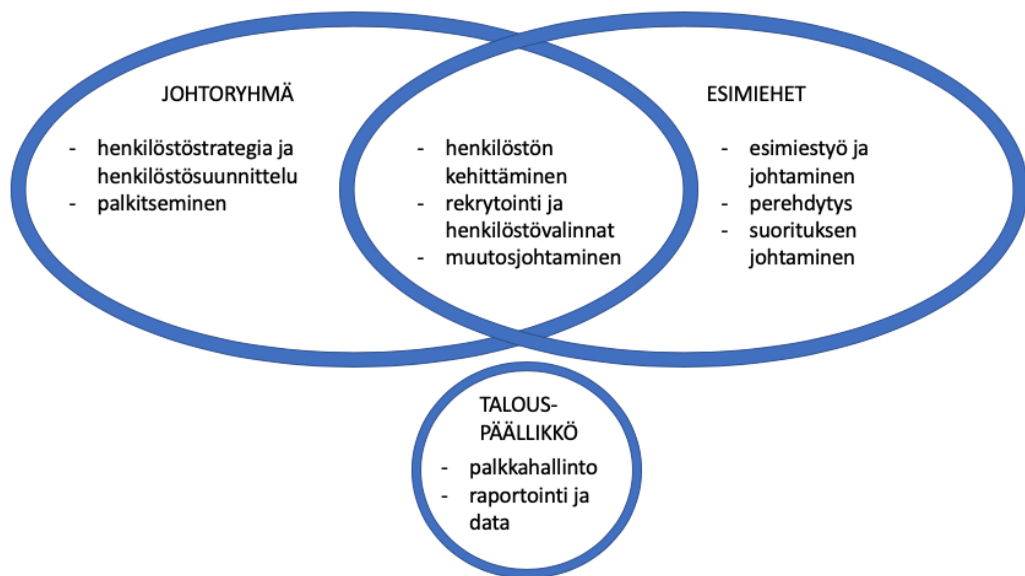 JOHTORYHMÄ
- henkilöstöstrategia ja
henkilöstösuunnittelu
- palkitseminen
- henkilöstön
kehittäminen
- rekrytointi ja
henkilöstövalinnat
- muutosjohtaminen
ESIMIEHET
- esimiestyö ja
johtaminen
- perehdytys
- suorituksen
johtaminen
TALOUS-
PÄÄLLIKKÖ
- palkkahallinto
- raportointi ja
data